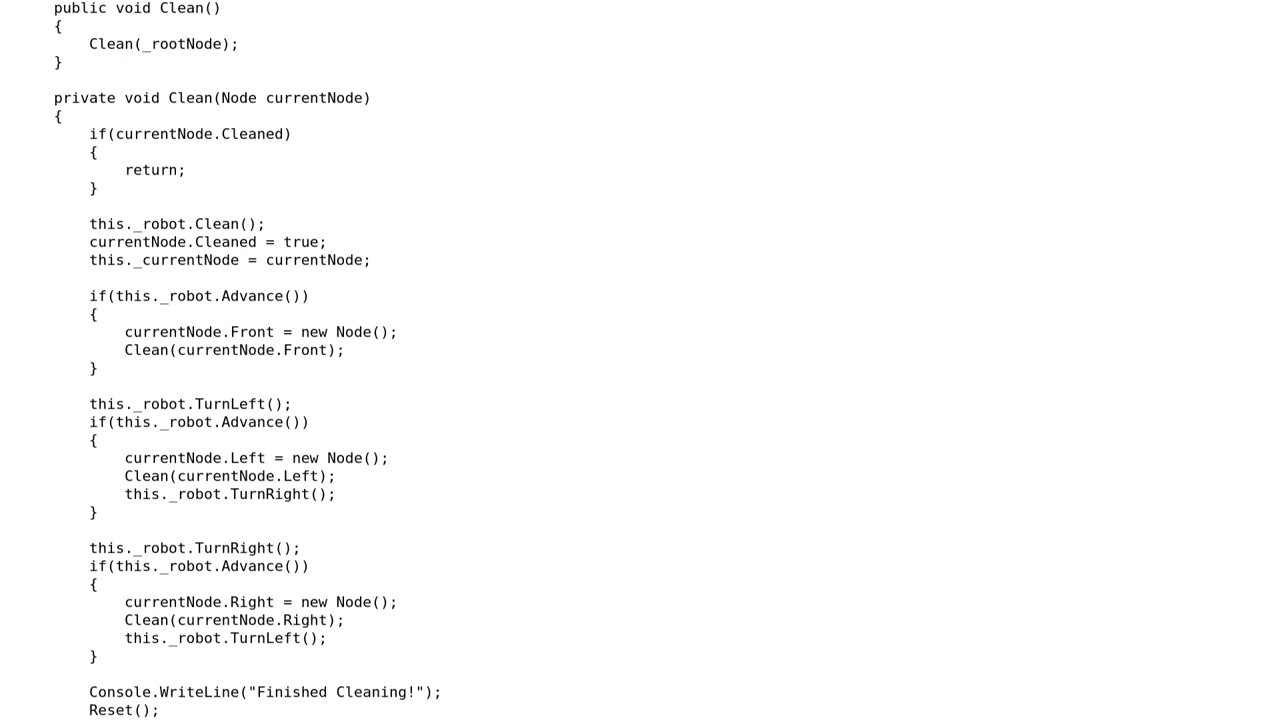 public void Clean()
{
Clean(_rootNode);
}
private void Clean(Node currentNode)
{
if(currentNode.Cleaned)
{
return;
}
this._robot.Clean();
currentNode.Cleaned = true;
this._currentNode = currentNode;
if(this._robot.Advance())
{
currentNode.Front = new Node();
Clean(currentNode.Front);
}
this._robot.TurnLeft();
if(this._robot.Advance())
{
currentNode.Left = new Node();
Clean(currentNode.Left);
this._robot.TurnRight();
}
this._robot.TurnRight();
if(this._robot.Advance())
{
currentNode.Right = new Node();
Clean(currentNode.Right);
this._robot.TurnLeft();
}
Console.WriteLine("Finished Cleaning!");
Reset();